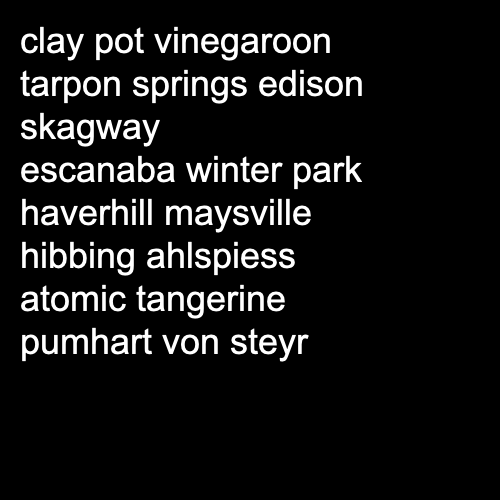 clay pot vinegaroon
tarpon springs edison
skagway
escanaba winter park
haverhill maysville
hibbing ahlspiess
atomic tangerine
pumhart von steyr